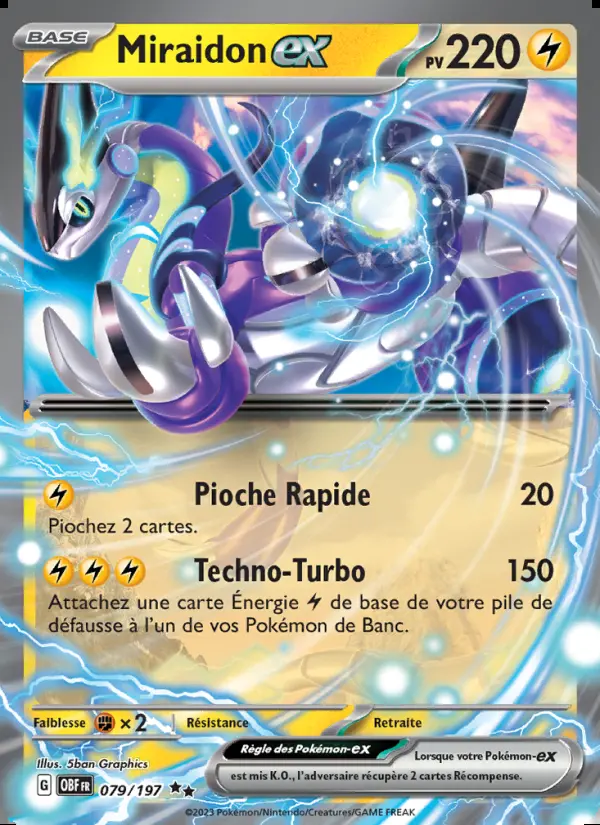 BASE Miraidon ex PV 220
Pioche Rapide 20
Piochez 2 cartes.
Techno-Turbo 150
Attachez une carte Énergie de base de votre pile de
défausse à l'un de vos Pokémon de Banc.
Faiblesse ×2 Résistance Retraite
Illus. 5ban Graphics
Règle des Pokémon-ex Lorsque votre Pokémon-ex
est mis K.O., l'adversaire récupère 2 cartes Récompense.
G OBF FR 079/197 ★★
©2023 Pokémon/Nintendo/Creatures/GAME FREAK